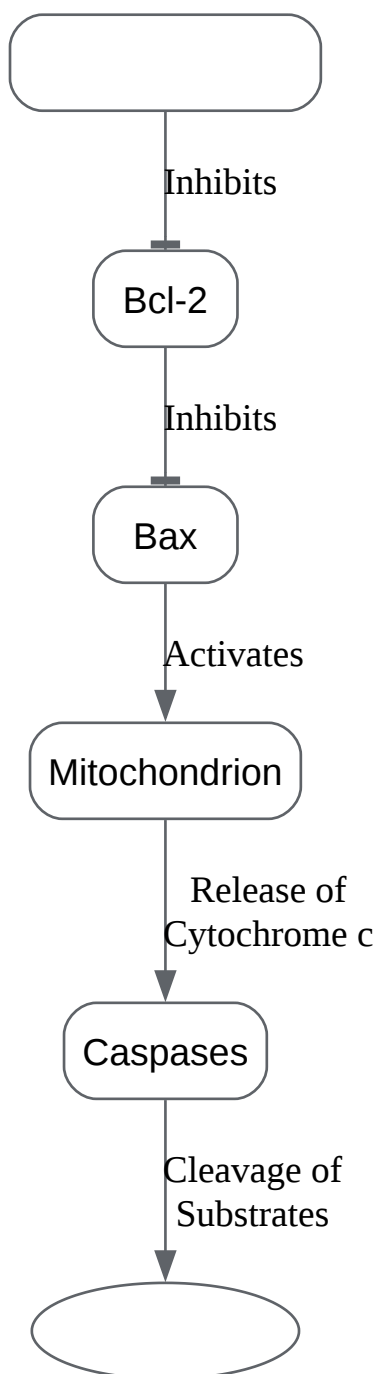 Inhibits
Bcl-2
Inhibits
Bax
Activates
Mitochondrion
Release of
Cytochrome c
Caspases
Cleavage of
Substrates